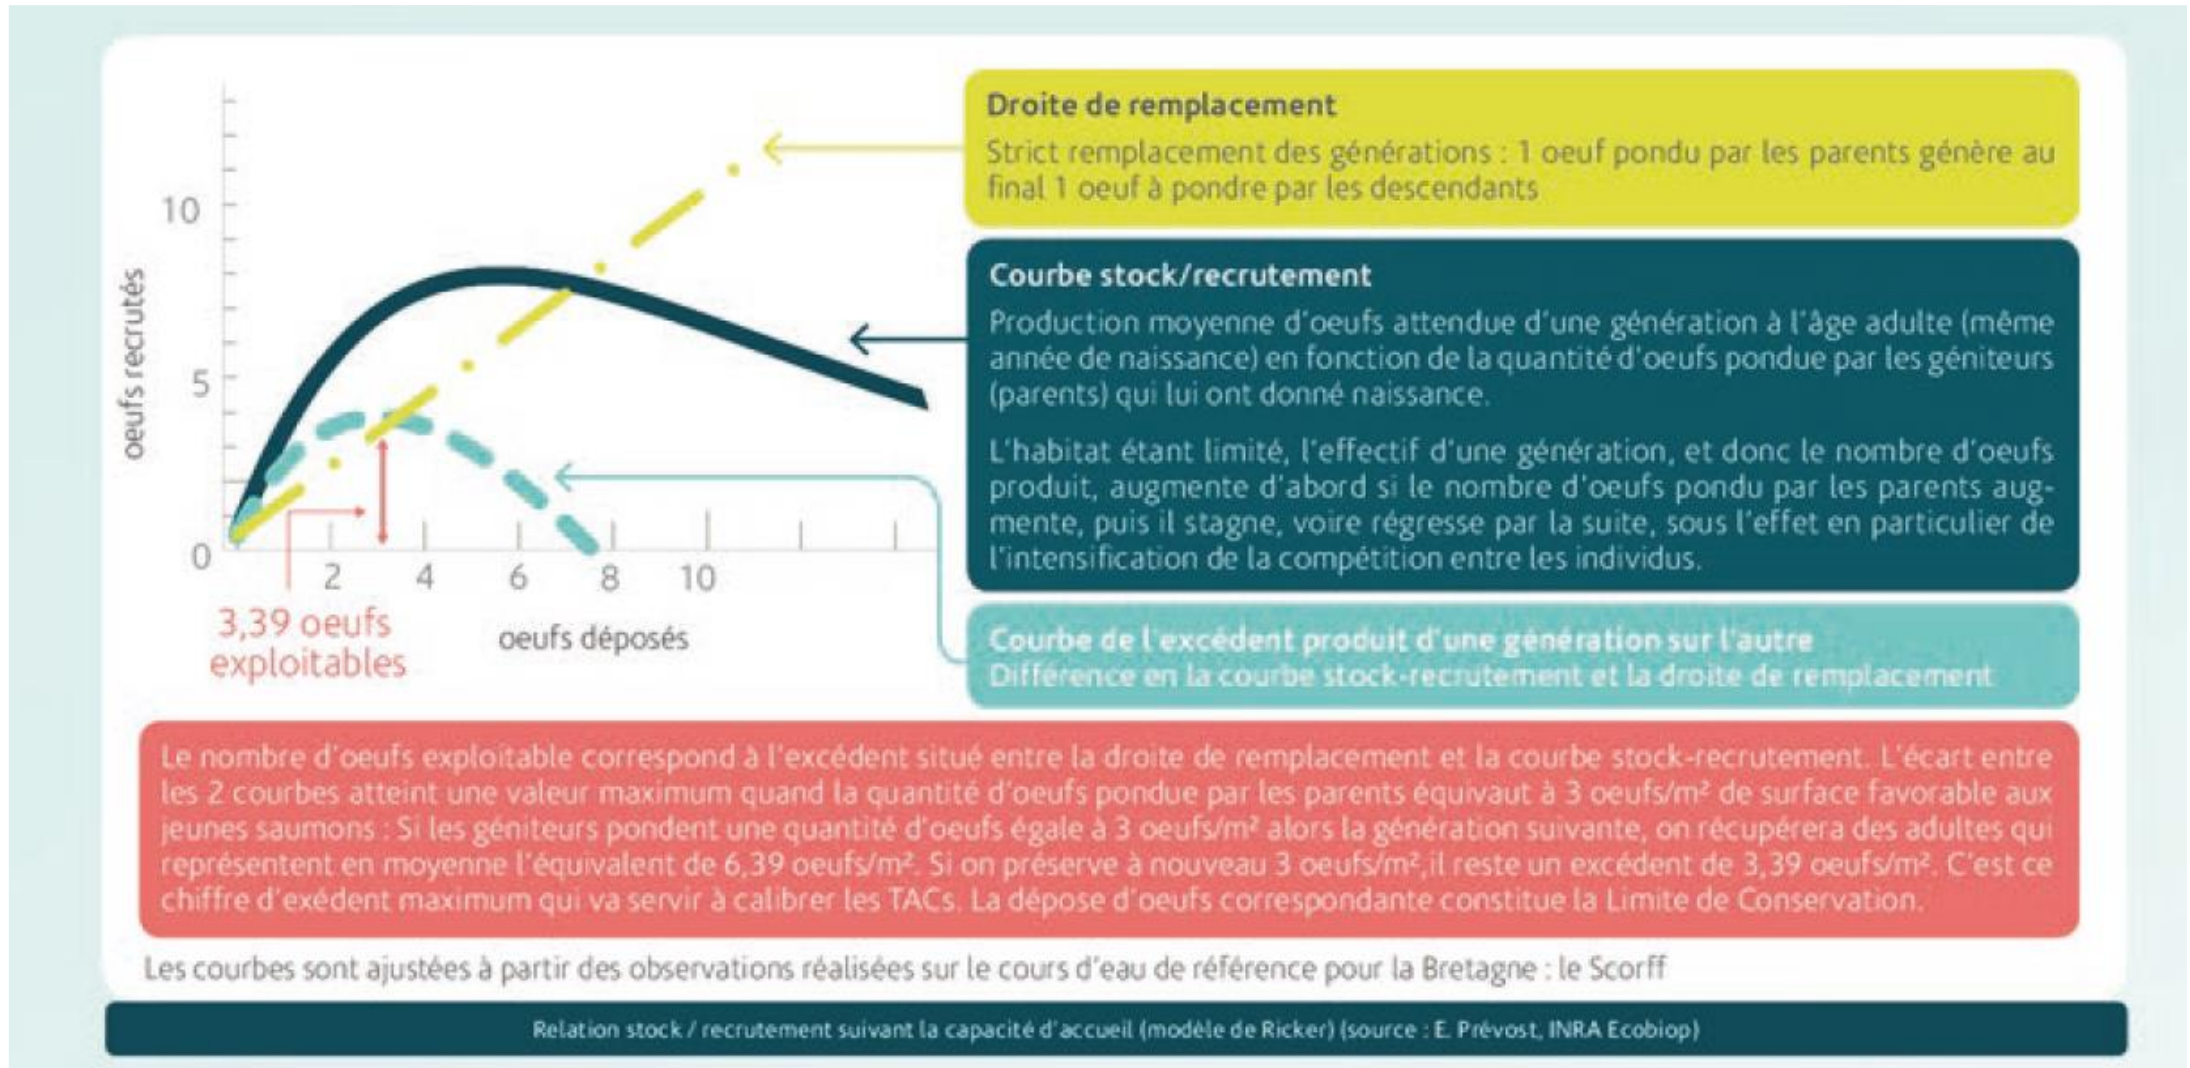 10
5
0
oeufs recrutés
2 4 6 8 10
oeufs déposés
3,39 oeufs
exploitables
Droite de remplacement
Strict remplacement des générations : 1 oeuf pondu par les parents génère au
final 1 oeuf à pondre par les descendants
Courbe stock/recrutement
Production moyenne d'oeufs attendue d'une génération à l'âge adulte (même
année de naissance) en fonction de la quantité d'oeufs pondue par les géniteurs
(parents) qui lui ont donné naissance.
L'habitat étant limité, l'effectif d'une génération, et donc le nombre d'oeufs
produit, augmente d'abord si le nombre d'oeufs pondu par les parents aug-
mente, puis il stagne, voire régresse par la suite, sous l'effet en particulier de
l'intensification de la compétition entre les individus.
Courbe de l'excédent produit d'une génération sur l'autre
Différence en la courbe stock-recrutement et la droite de remplacement
Le nombre d'oeufs exploitable correspond à l'excédent situé entre la droite de remplacement et la courbe stock-recrutement. L'écart entre
les 2 courbes atteint une valeur maximum quand la quantité d'oeufs pondue par les parents équivaut à 3 oeufs/m² de surface favorable aux
jeunes saumons : Si les géniteurs pondent une quantité d'oeufs égale à 3 oeufs/m² alors la génération suivante, on récupérera des adultes qui
représentent en moyenne l'équivalent de 6,39 oeufs/m². Si on préserve à nouveau 3 oeufs/m²,il reste un excédent de 3,39 oeufs/m². C'est ce
chiffre d'exédent maximum qui va servir à calibrer les TACs. La dépose d'oeufs correspondante constitue la Limite de Conservation.
Les courbes sont ajustées à partir des observations réalisées sur le cours d'eau de référence pour la Bretagne : le Scorff
Relation stock / recrutement suivant la capacité d'accueil (modèle de Ricker) (source : E. Prévost, INRA Ecobiop)